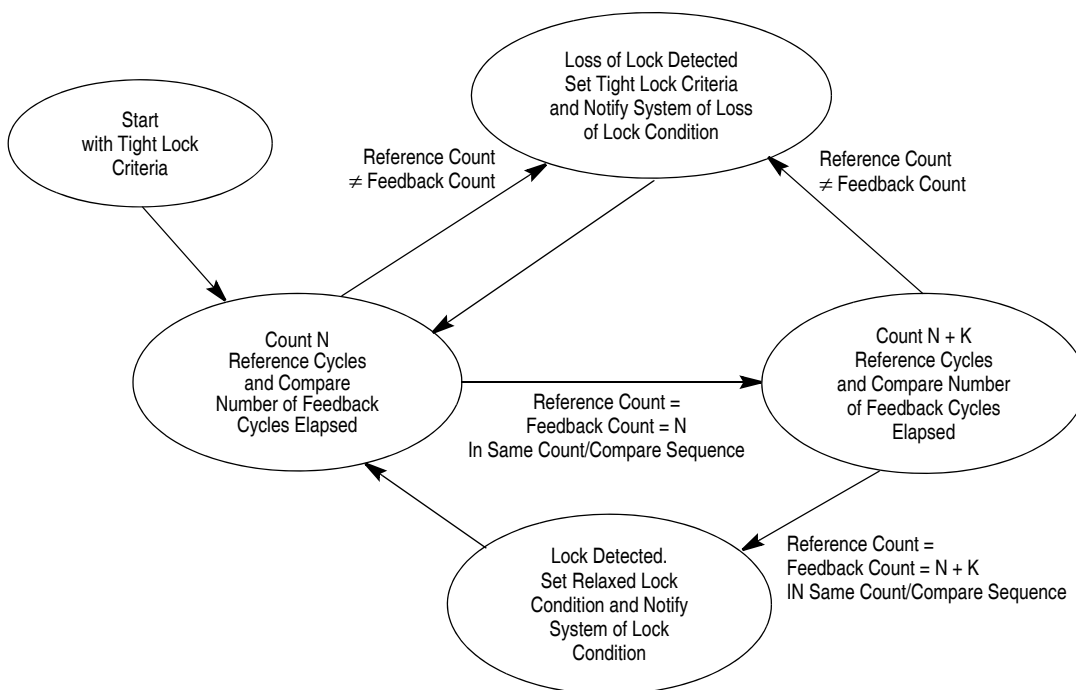 Start
with Tight Lock
Criteria
Loss of Lock Detected
Set Tight Lock Criteria
and Notify System of Loss
of Lock Condition
Reference Count
≠ Feedback Count
Reference Count
≠ Feedback Count
Count N
Reference Cycles
and Compare
Number of Feedback
Cycles Elapsed
Reference Count =
Feedback Count = N
In Same Count/Compare Sequence
Count N + K
Reference Cycles
and Compare Number
of Feedback Cycles
Elapsed
Lock Detected.
Set Relaxed Lock
Condition and Notify
System of Lock
Condition
Reference Count =
Feedback Count = N + K
IN Same Count/Compare Sequence